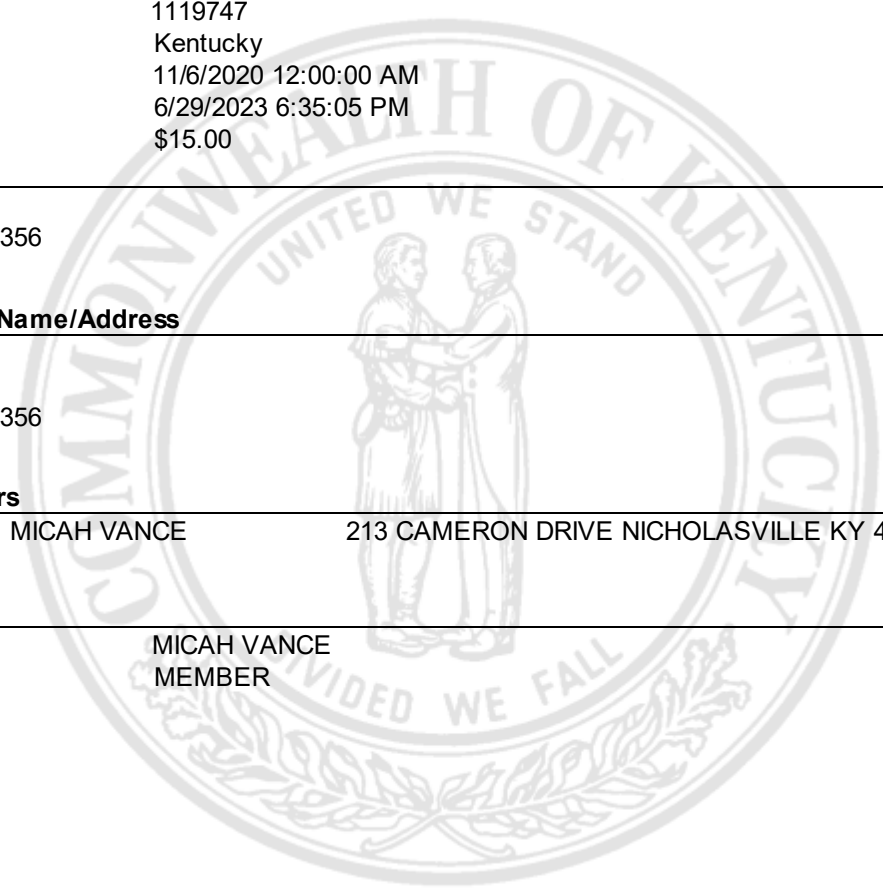 1119747
Kentucky
11/6/2020 12:00:00 AM
6/29/2023 6:35:05 PM
$15.00
356
Name/Address
356
rs
MICAH VANCE 213 CAMERON DRIVE NICHOLASVILLE KY 4
MICAH VANCE
MEMBER
COMMONWEALTH OF KENTUCKY
UNITED WE STAND
DIVIDED WE FALL